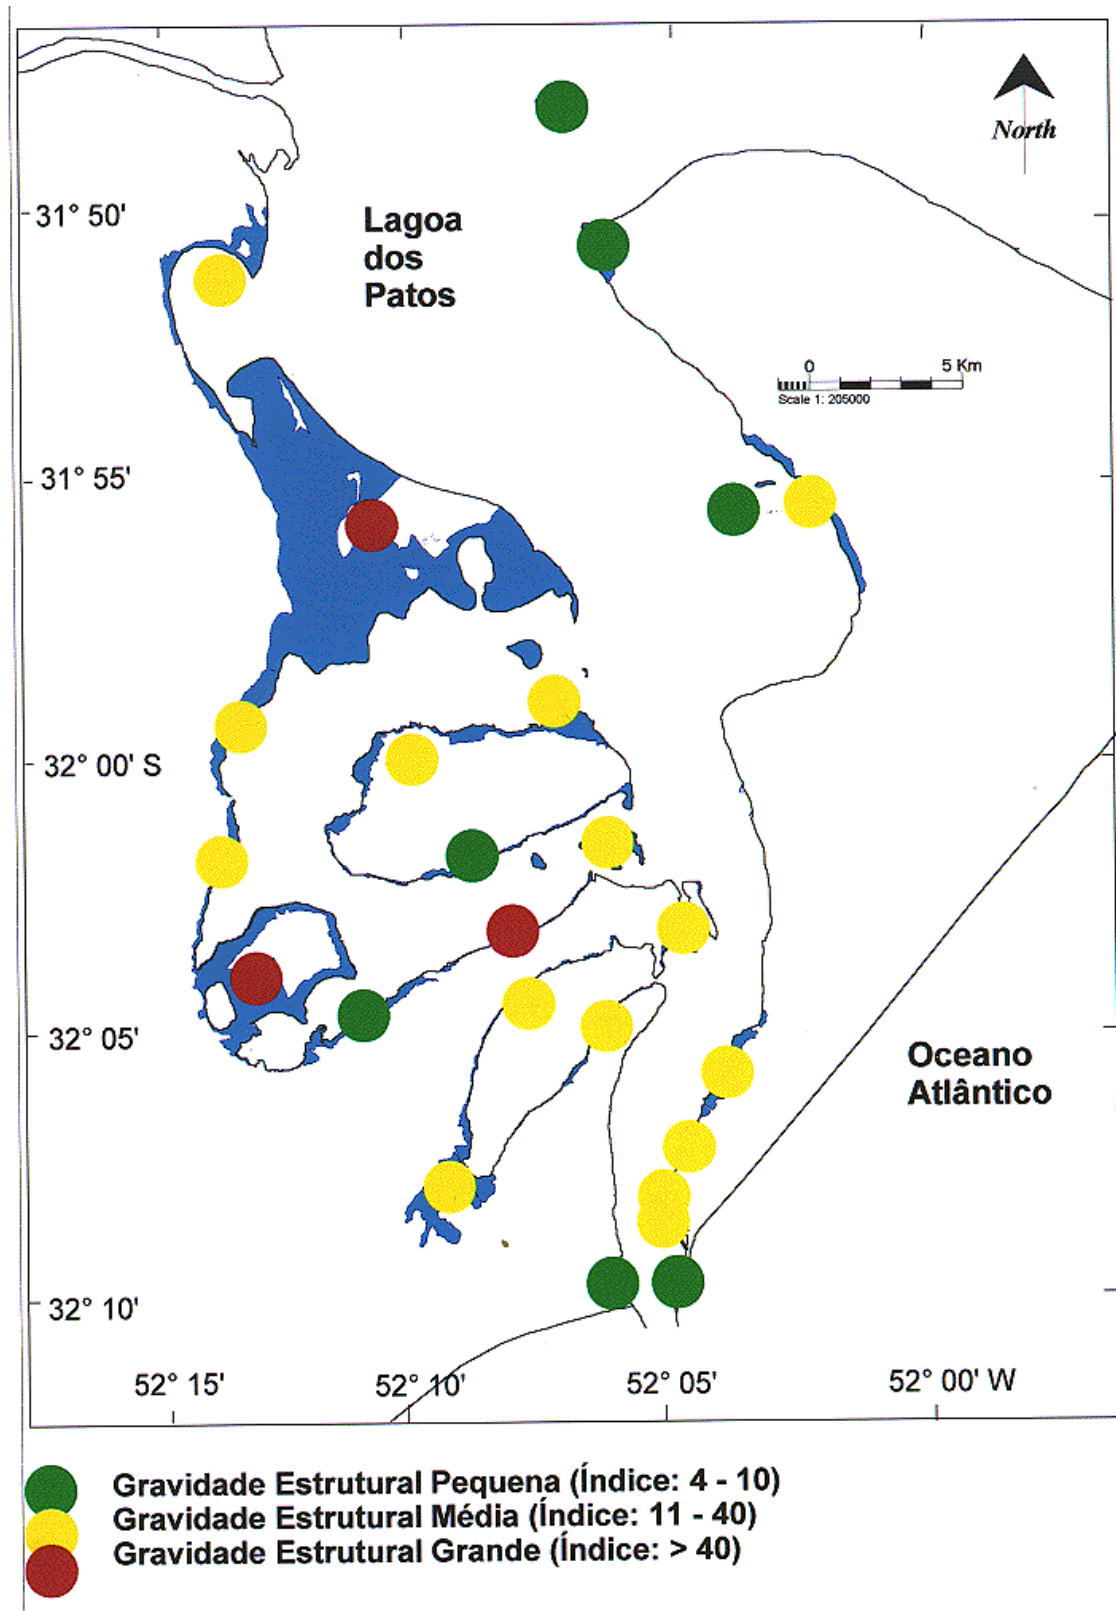 North
31° 50'
Lagoa
dos
Patos
0 5 Km
Scale 1: 205000
31° 55'
32° 00' S
32° 05'
Oceano
Atlântico
32° 10'
52° 15' 52° 10' 52° 05' 52° 00' W
Gravidade Estrutural Pequena (Índice: 4 - 10)
Gravidade Estrutural Média (Índice: 11 - 40)
Gravidade Estrutural Grande (Índice: > 40)